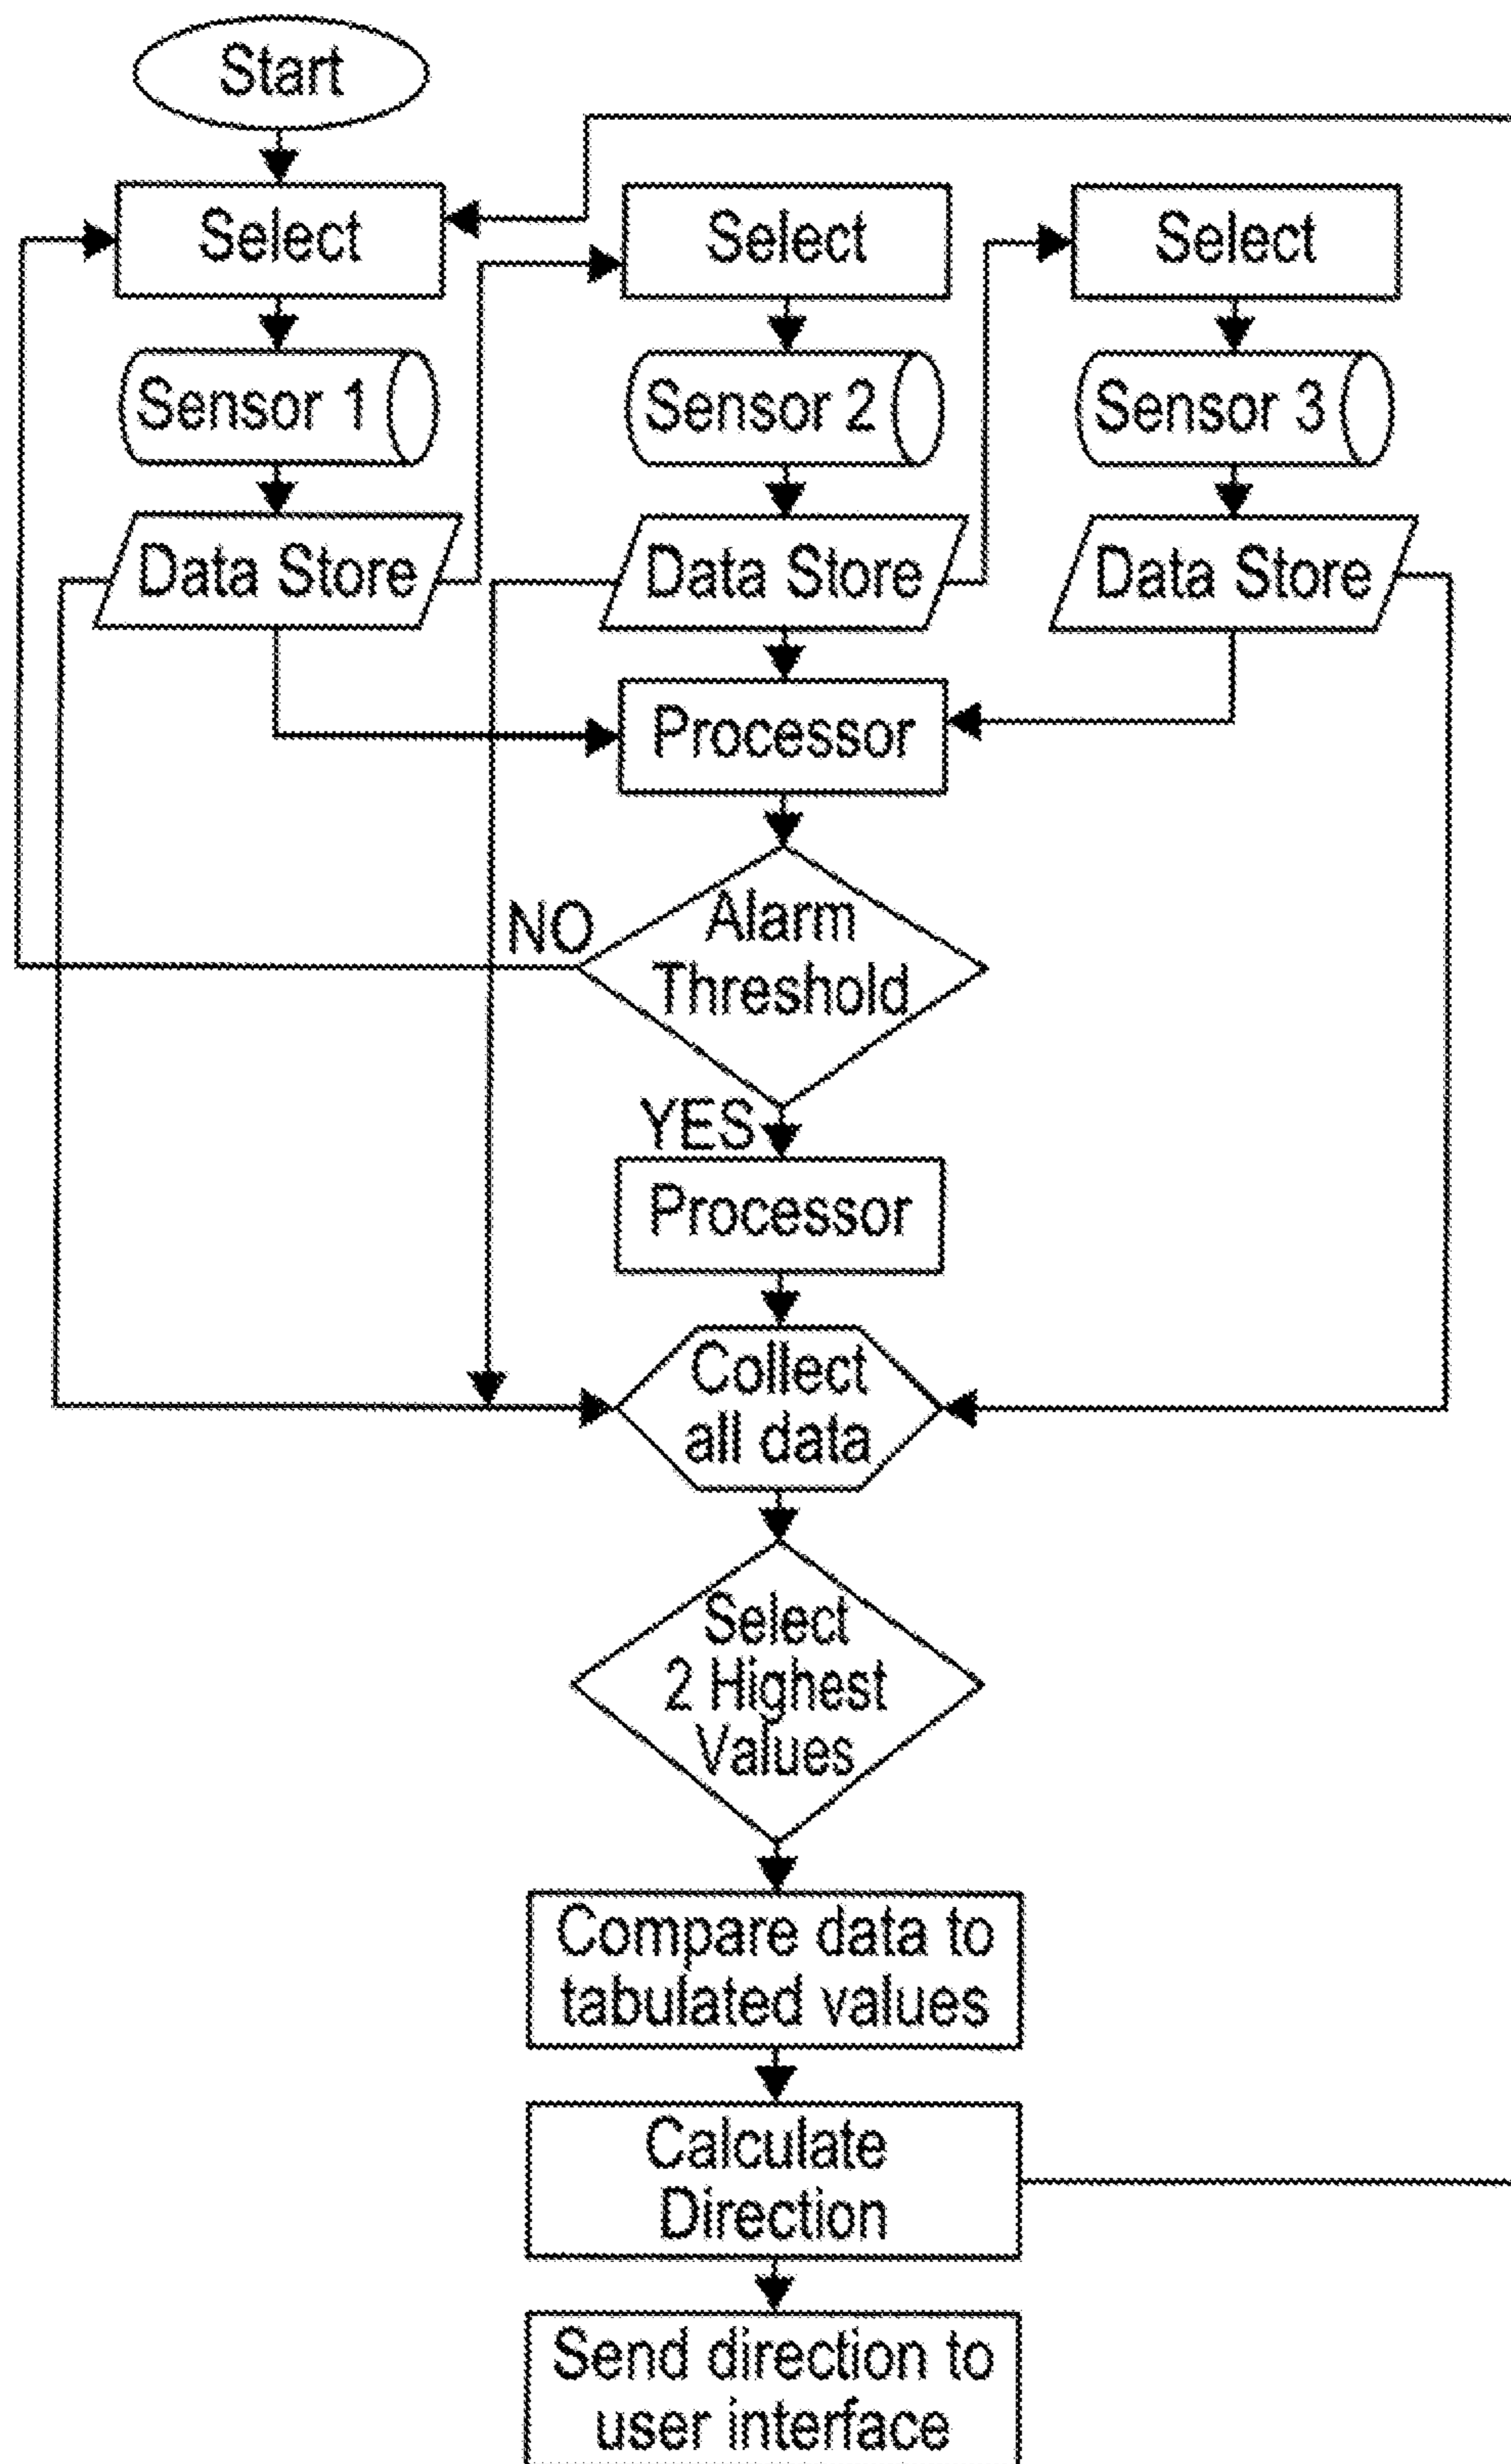 Start
Select
Select
Select
Sensor 1
Sensor 2
Sensor 3
Data Store
Data Store
Data Store
Processor
NO
Alarm
Threshold
YES
Processor
Collect
all data
Select
2 Highest
Values
Compare data to
tabulated values
Calculate
Direction
Send direction to
user interface